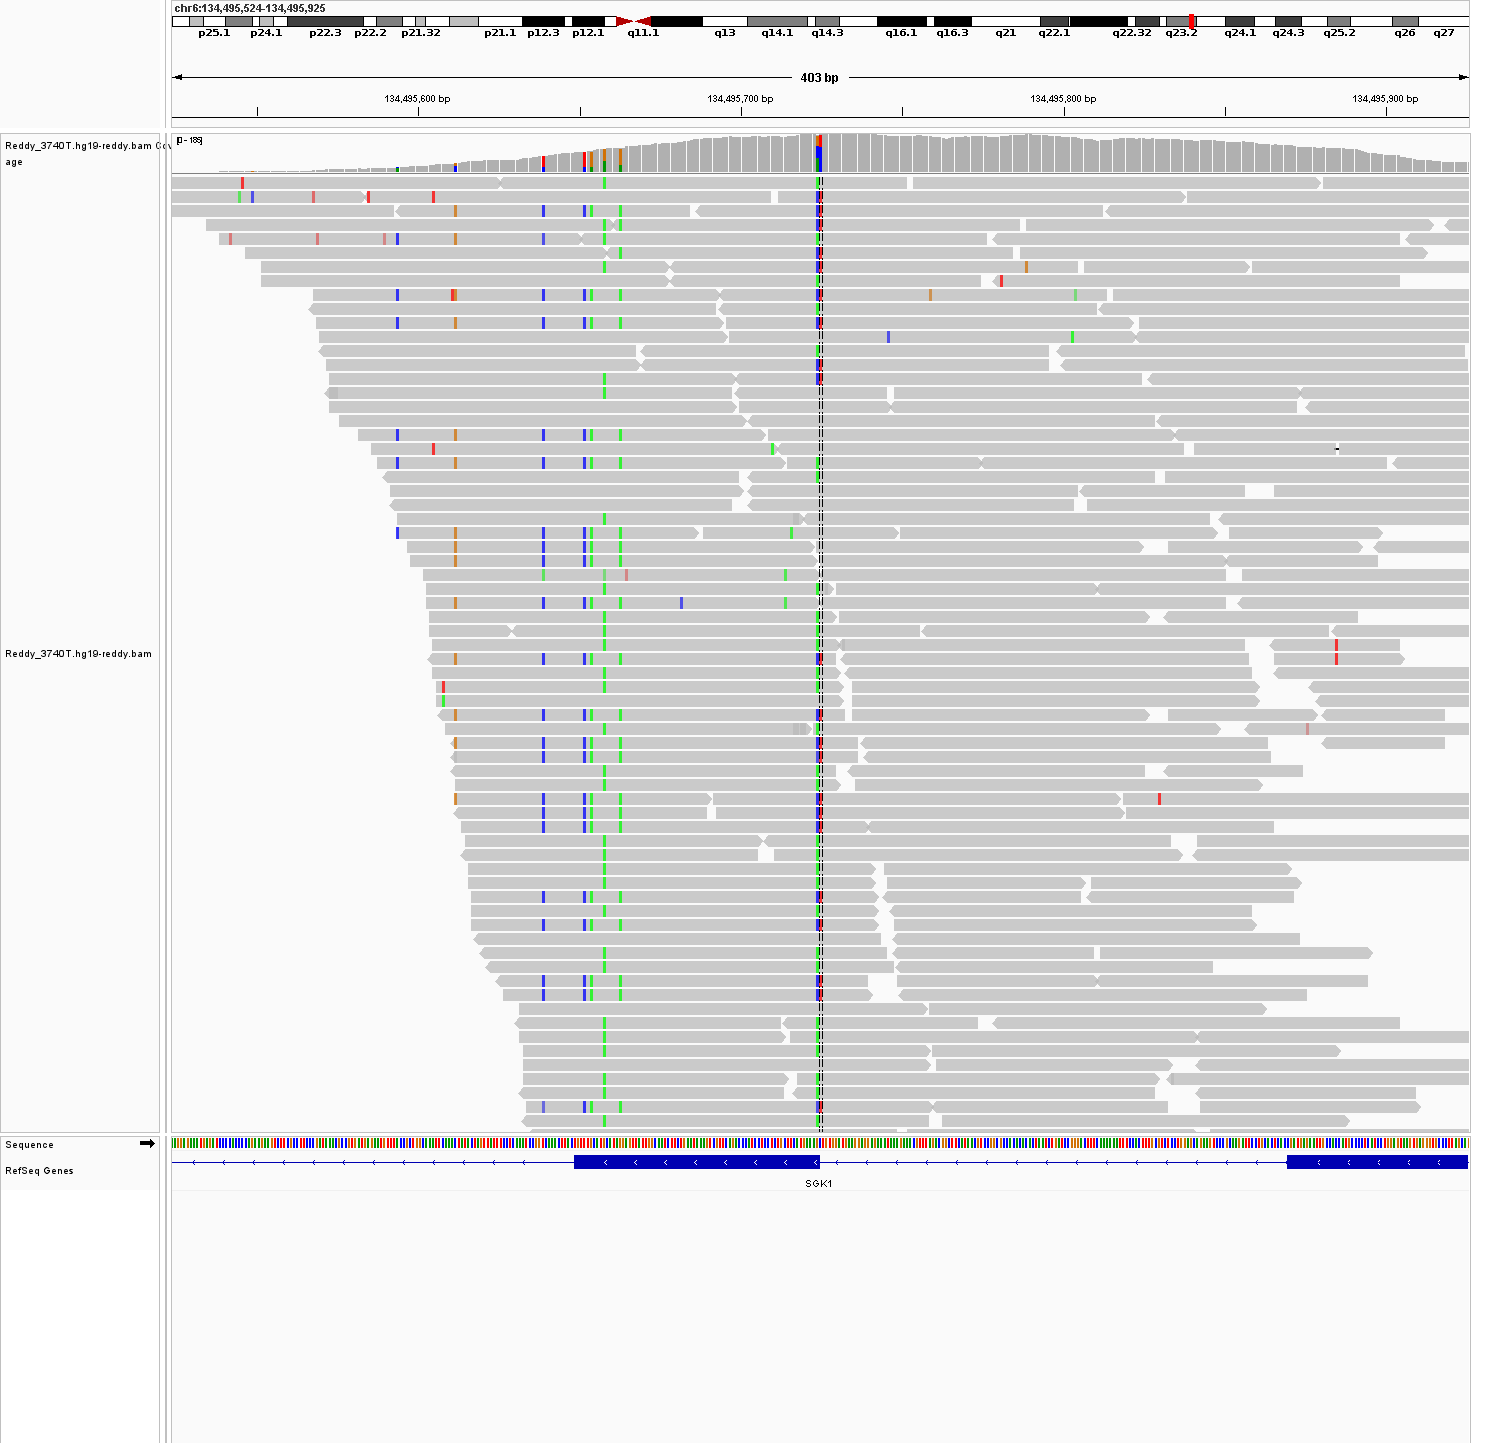 chr6:134,495,524-134,495,925
p25.1 p24.1 p22.3 p22.2 p21.32 p21.1 p12.3 p12.1 q11.1 q13 q14.1 q14.3 q16.1 q16.3 q21 q22.1 q22.32 q23.2 q24.1 q24.3 q25.2 q26 q27
403 bp
134,495,600 bp 134,495,700 bp 134,495,800 bp 134,495,900 bp
Reddy_3740T.hg19-reddy.bam Cov
age
[0 - 185]
Reddy_3740T.hg19-reddy.bam
Sequence
RefSeq Genes
SGK1